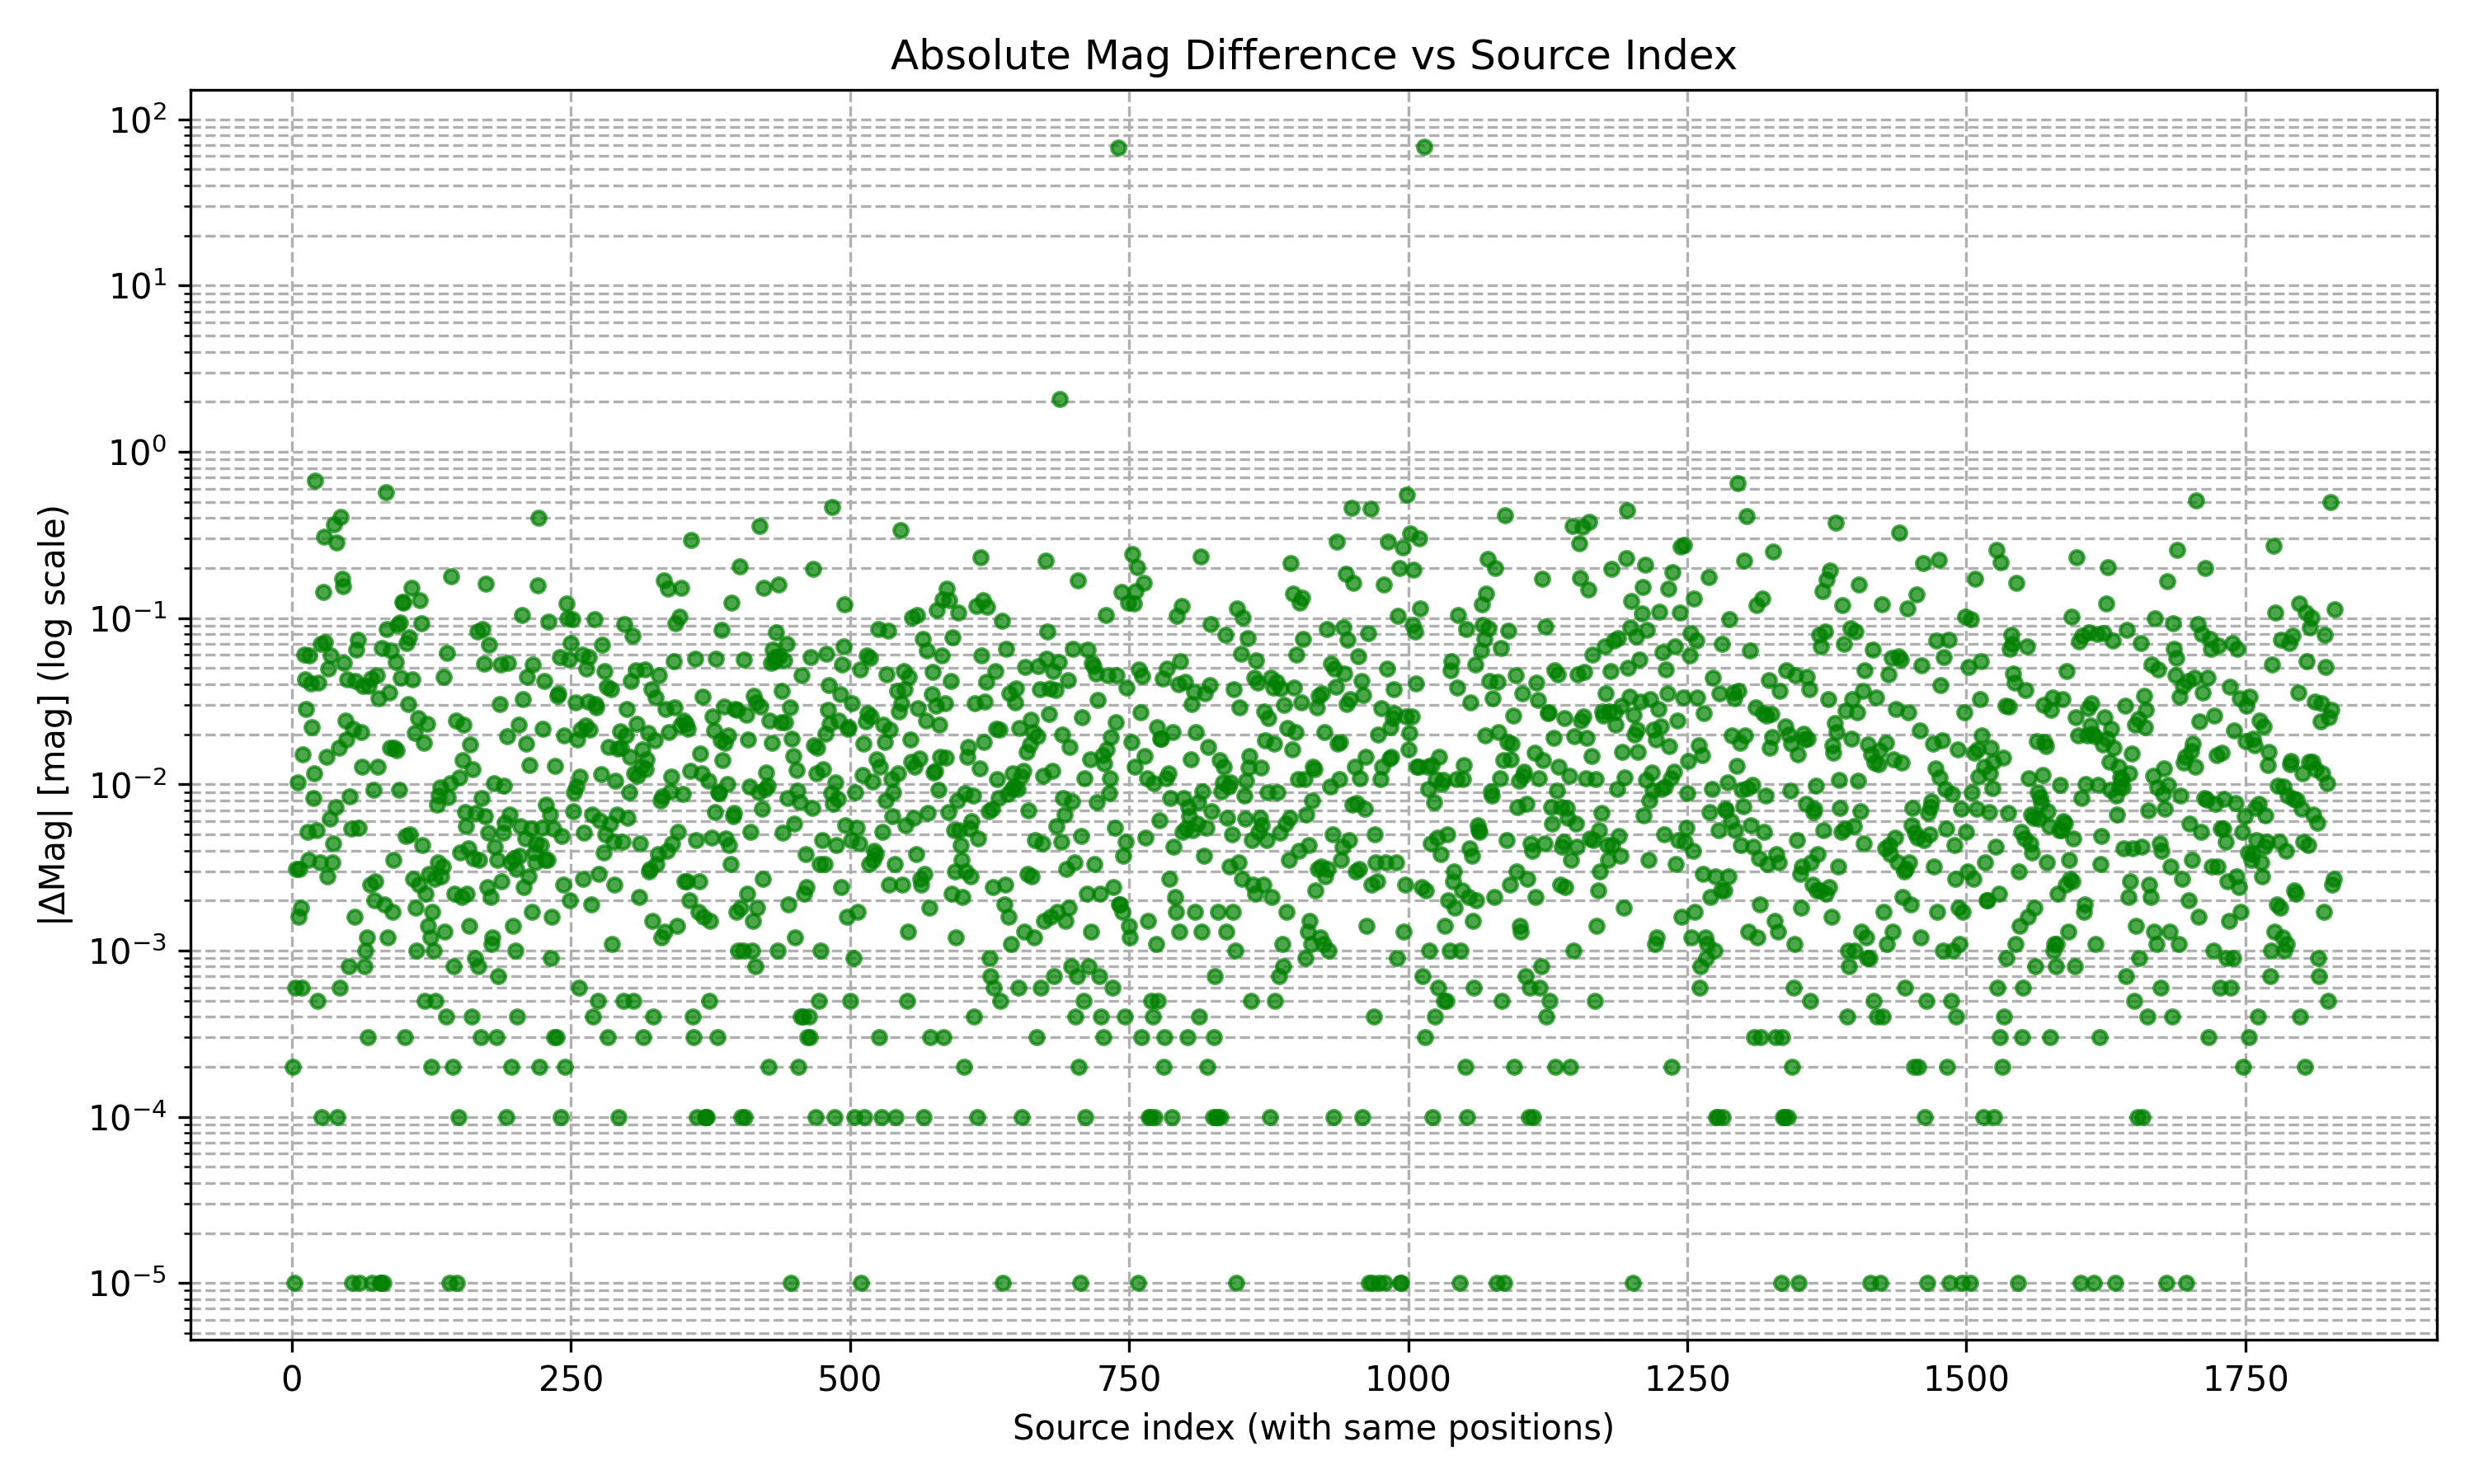 Absolute Mag Difference vs Source Index
|ΔMag| [mag] (log scale)
10²
10¹
10⁰
10⁻¹
10⁻²
10⁻³
10⁻⁴
10⁻⁵
0 250 500 750 1000 1250 1500 1750
Source index (with same positions)